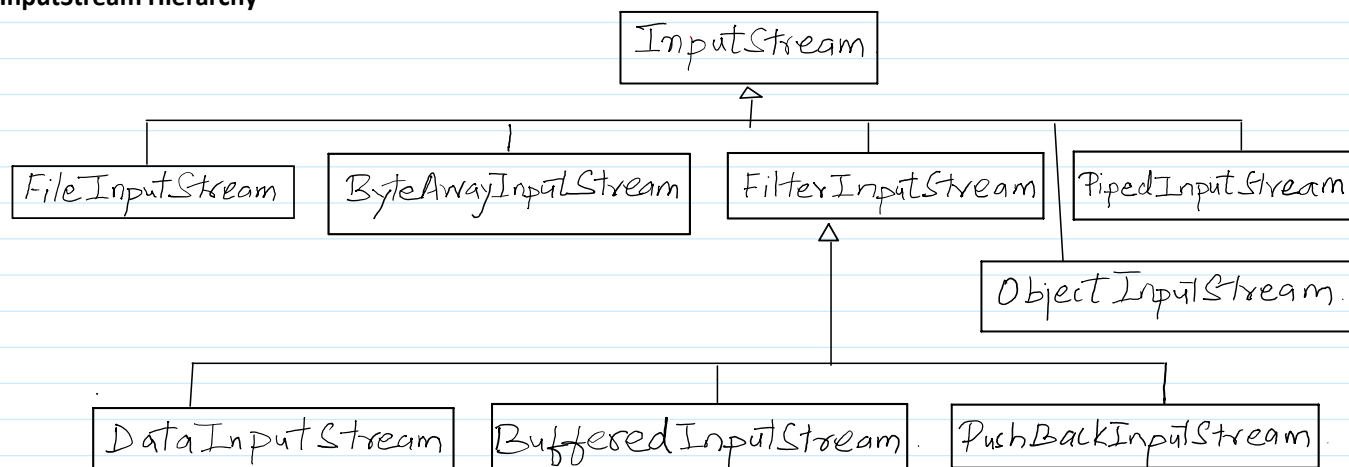 InputStream Hierarchy
InputStream
FileInputStream
ByteArrayInputStream
FilterInputStream
PipedInputStream
ObjectInputStream.
DataInputStream
BufferedInputStream.
PushBackInputStream.